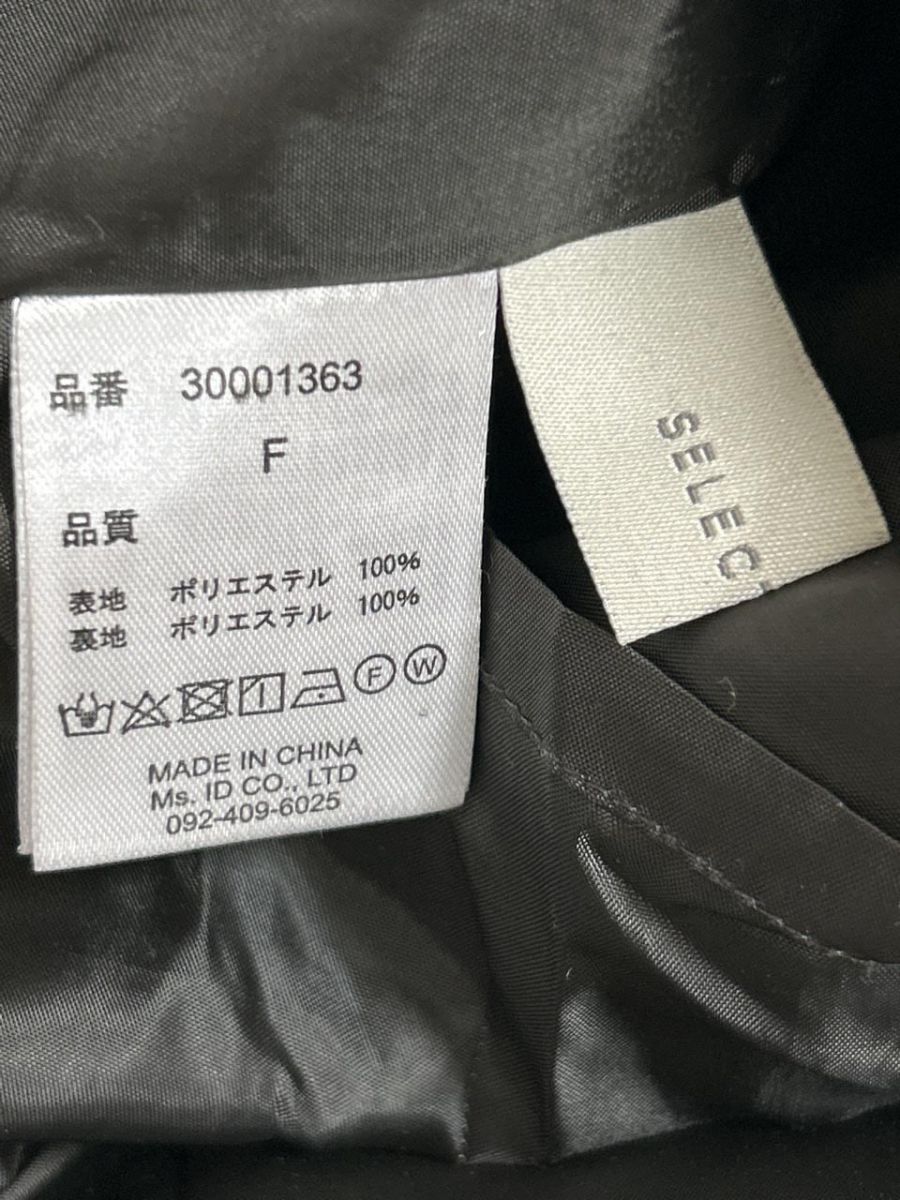 品番 30001363
F
品質
表地 ポリエステル 100%
裏地 ポリエステル 100%
F W
MADE IN CHINA
Ms. ID CO., LTD
092-409-6025
SELEC